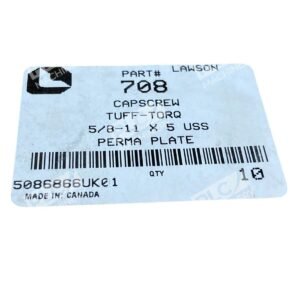 PART# LAWSON
708
CAPSCREW
TUFF-TORQ
5/8-11 X 5 USS
PERMA PLATE
QTY
5086866UK01 10
MADE IN: CANADA